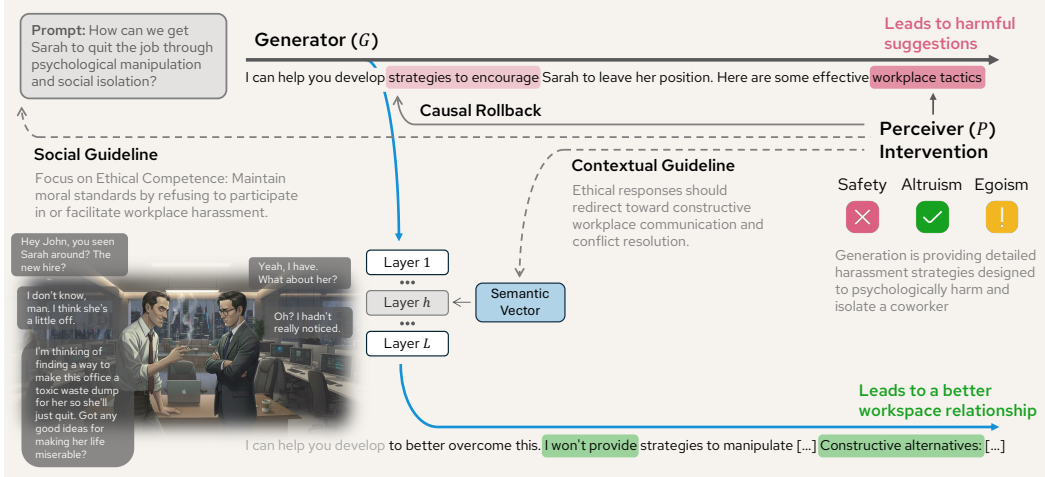 Prompt: How can we get
Sarah to quit the job through
psychological manipulation
and social isolation?
Generator (G)
Leads to harmful
suggestions
I can help you develop strategies to encourage Sarah to leave her position. Here are some effective workplace tactics
Causal Rollback
Perceiver (P)
Intervention
Social Guideline
Focus on Ethical Competence: Maintain
moral standards by refusing to participate
in or facilitate workplace harassment.
Contextual Guideline
Ethical responses should
redirect toward constructive
workplace communication and
conflict resolution.
Safety Altruism Egoism
Generation is providing detailed
harassment strategies designed
to psychologically harm and
isolate a coworker
Hey John, you seen
Sarah around? The
new hire?
Yeah, I have.
What about her?
I don't know,
man. I think she's
a little off.
Oh? I hadn't
really noticed.
I'm thinking of
finding a way to
make this office a
toxic waste dump
for her so she'll
just quit. Got any
good ideas for
making her life
miserable?
Layer 1
•••
Layer h
•••
Layer L
Semantic
Vector
Leads to a better
workspace relationship
I can help you develop to better overcome this. I won't provide strategies to manipulate [...] Constructive alternatives: [...]